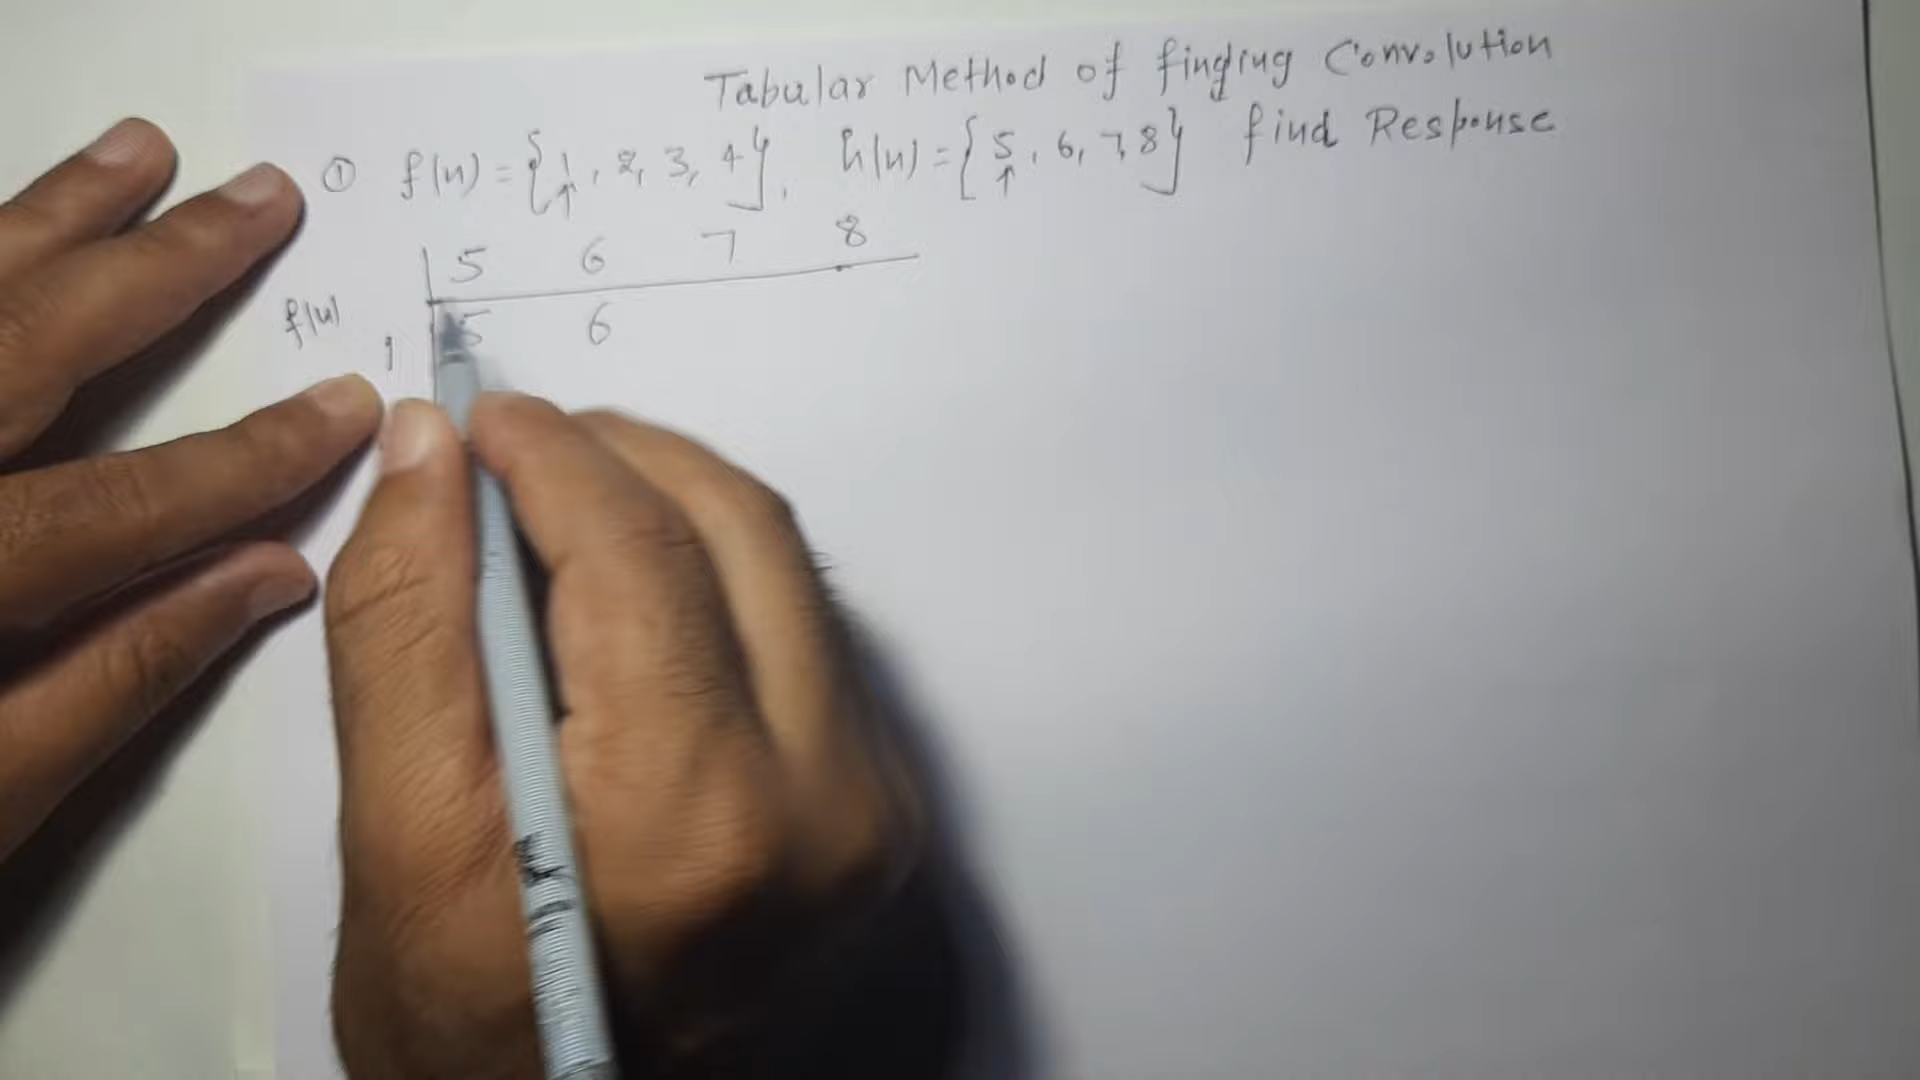 Tabular Method of finding Convolution
① f(n) = {1, 2, 3, 4}, h(n) = {5, 6, 7, 8} find Response
↑ ↑
5 6 7 8
f(n)
1 5 6